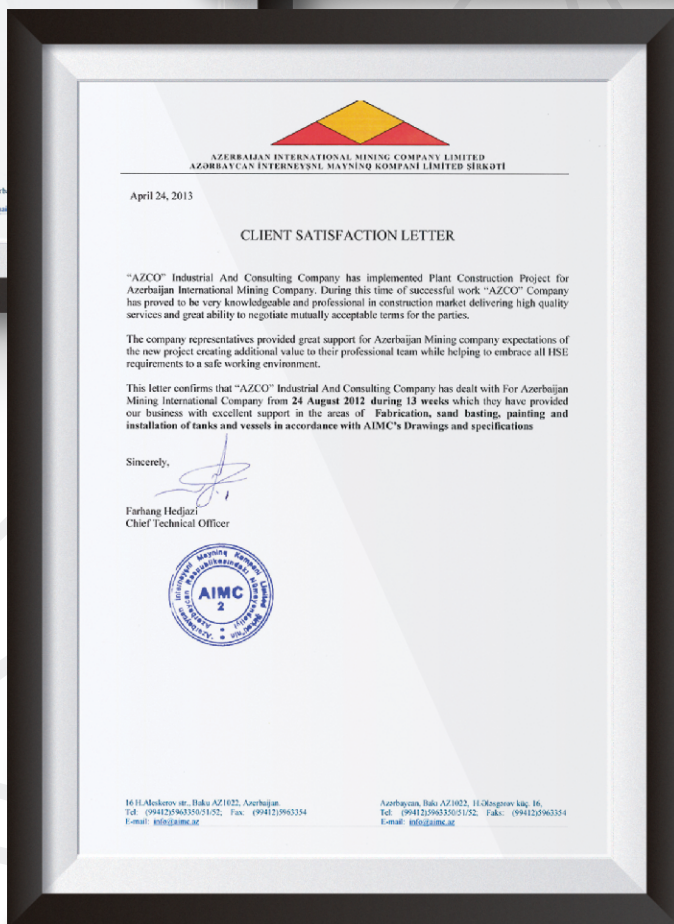 AZERBAIJAN INTERNATIONAL MINING COMPANY LIMITED
AZƏRBAYCAN İNTERNEYŞNL MAYNİNQ KOMPANİ LİMİTED ŞİRKƏTİ
April 24, 2013
CLIENT SATISFACTION LETTER
“AZCO” Industrial And Consulting Company has implemented Plant Construction Project for
Azerbaijan International Mining Company. During this time of successful work “AZCO” Company
has proved to be very knowledgeable and professional in construction market delivering high quality
services and great ability to negotiate mutually acceptable terms for the parties.
The company representatives provided great support for Azerbaijan Mining company expectations of
the new project creating additional value to their professional team while helping to embrace all HSE
requirements to a safe working environment.
This letter confirms that “AZCO” Industrial And Consulting Company has dealt with For Azerbaijan
Mining International Company from 24 August 2012 during 13 weeks which they have provided
our business with excellent support in the areas of Fabrication, sand basting, painting and
installation of tanks and vessels in accordance with AIMC's Drawings and specifications
Sincerely,
Farhang Hedjazi
Chief Technical Officer
AIMC
2
16 H.Aleskerov str., Baku AZ1022, Azerbaijan.
Tel: (99412)5963350/51/52; Fax: (99412)5963354
E-mail: info@aimc.az
Azərbaycan, Bakı AZ1022, H.Ələsgərov küç. 16,
Tel: (99412)5963350/51/52, Faks: (99412)5963354
E-mail: info@aimc.az